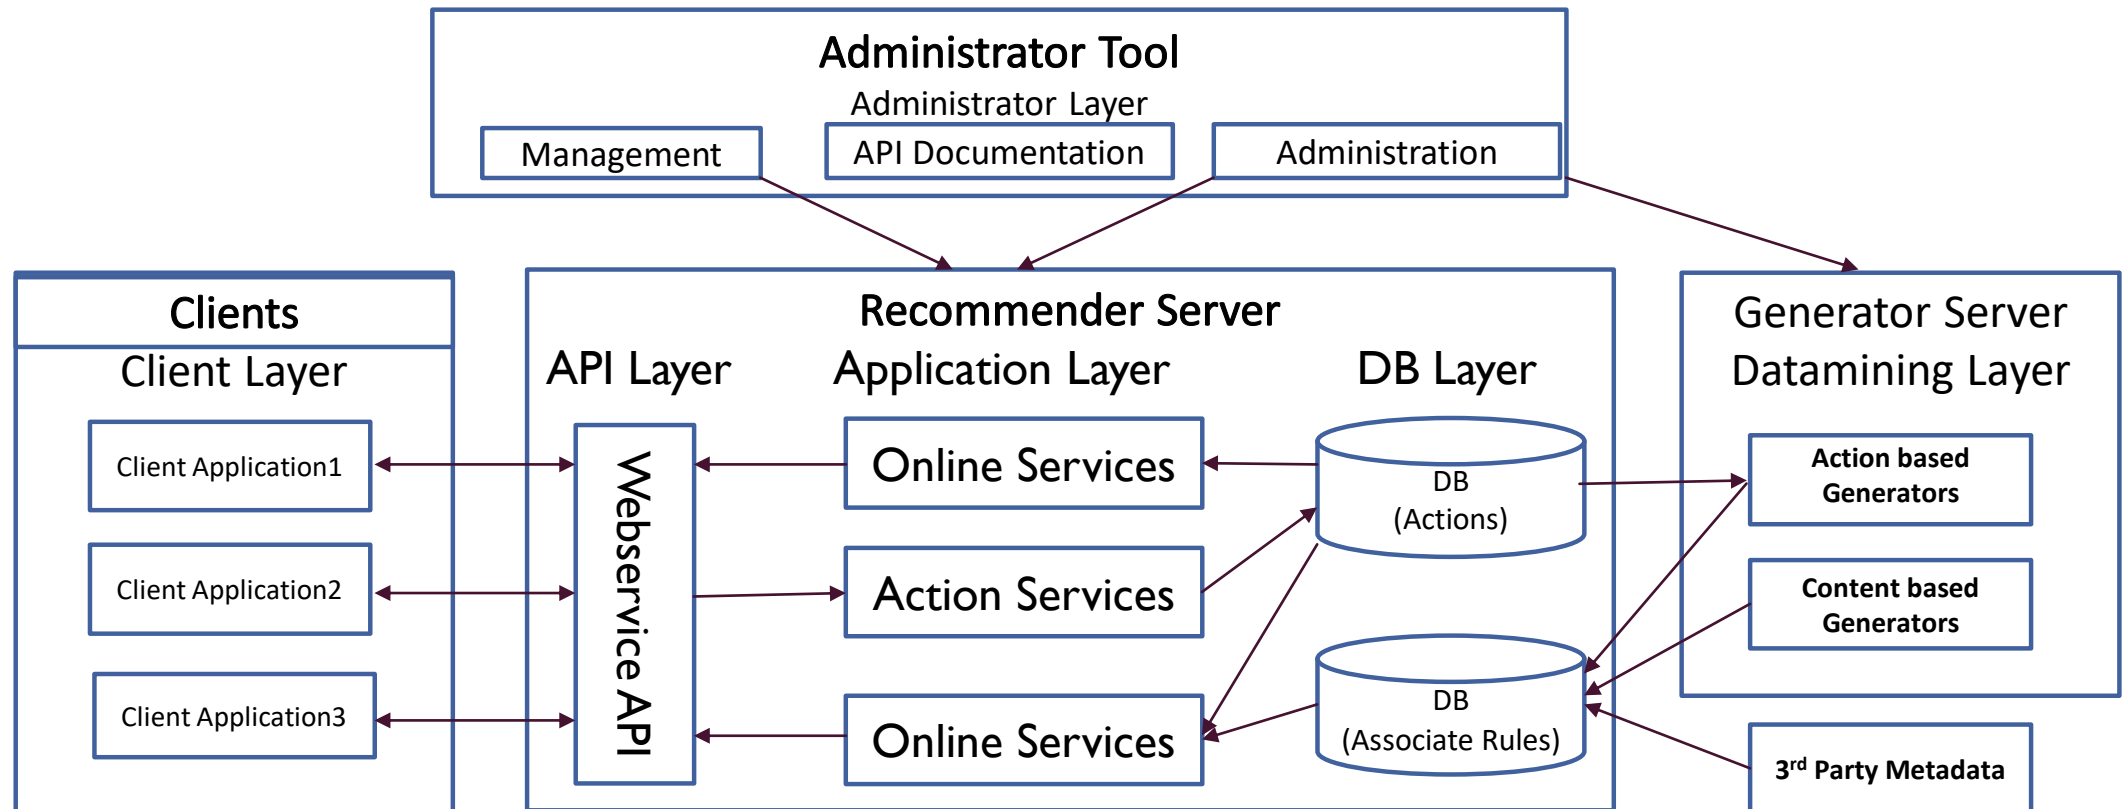 Administrator Tool
Administrator Layer
Management
API Documentation
Administration
Clients
Client Layer
Client Application1
Client Application2
Client Application3
Recommender Server
API Layer
Application Layer
DB Layer
Webservice API
Online Services
Action Services
Online Services
DB
(Actions)
DB
(Associate Rules)
Generator Server
Datamining Layer
Action based
Generators
Content based
Generators
3rd Party Metadata